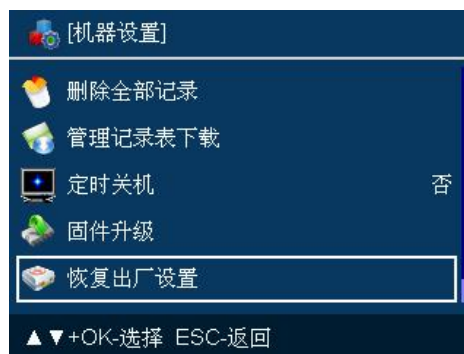 [机器设置]
删除全部记录
管理记录表下载
定时关机 否
固件升级
恢复出厂设置
▲▼+OK-选择 ESC-返回